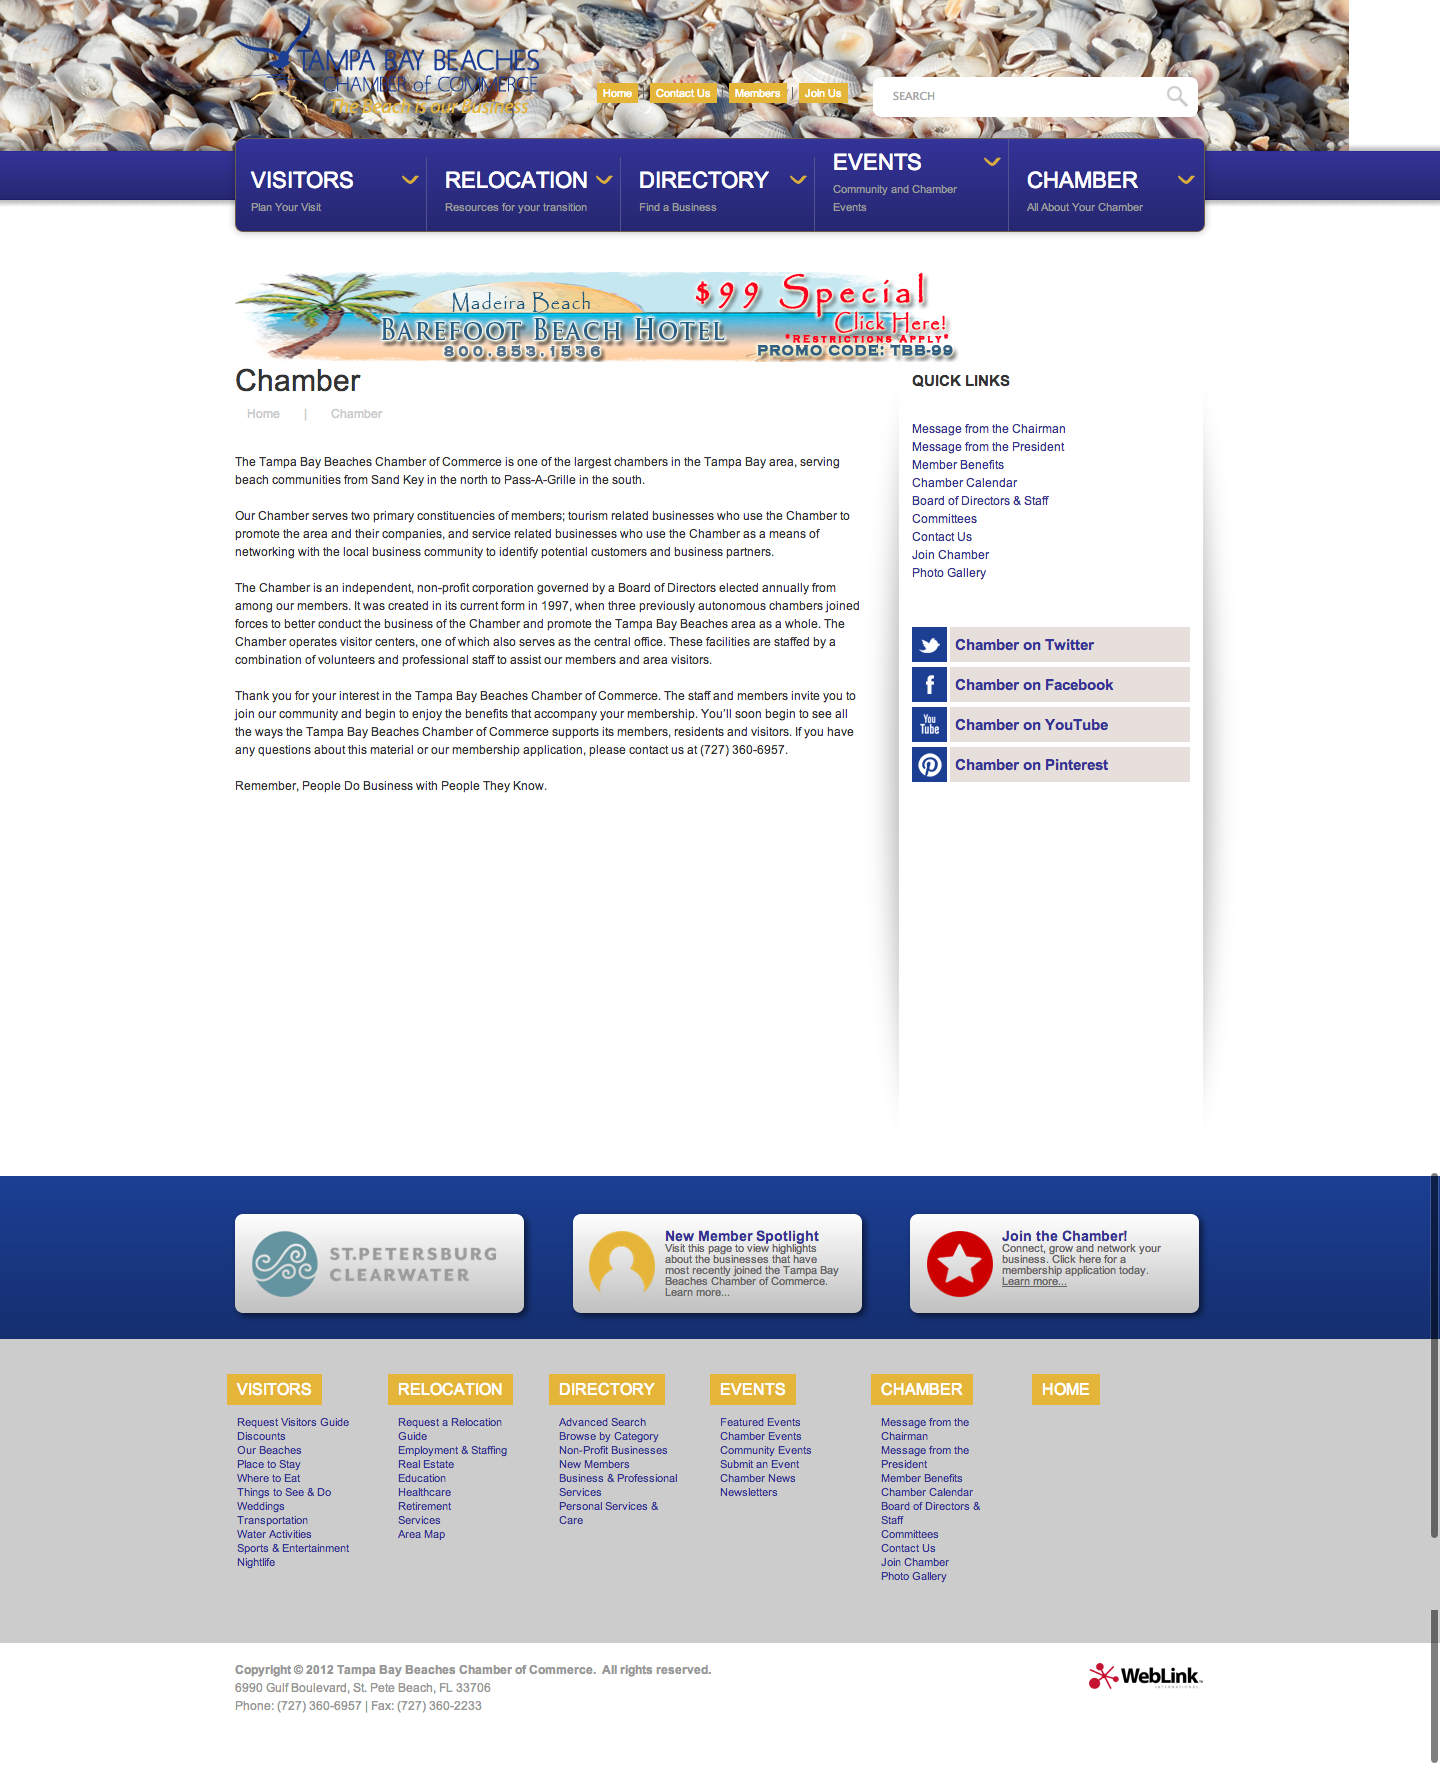 TAMPA BAY BEACHES
CHAMBER of COMMERCE
The Beach is our Business
Home | Contact Us Members | Join Us
SEARCH
VISITORS
Plan Your Visit
RELOCATION
Resources for your transition
DIRECTORY
Find a Business
EVENTS
Community and Chamber
Events
CHAMBER
All About Your Chamber
Madeira Beach
BAREFOOT BEACH HOTEL
800.853.1536
$99 Special
Click Here!
*RESTRICTIONS APPLY*
PROMO CODE: TBB-99
Chamber
Home | Chamber
The Tampa Bay Beaches Chamber of Commerce is one of the largest chambers in the Tampa Bay area, serving
beach communities from Sand Key in the north to Pass-A-Grille in the south.
Our Chamber serves two primary constituencies of members; tourism related businesses who use the Chamber to
promote the area and their companies, and service related businesses who use the Chamber as a means of
networking with the local business community to identify potential customers and business partners.
The Chamber is an independent, non-profit corporation governed by a Board of Directors elected annually from
among our members. It was created in its current form in 1997, when three previously autonomous chambers joined
forces to better conduct the business of the Chamber and promote the Tampa Bay Beaches area as a whole. The
Chamber operates visitor centers, one of which also serves as the central office. These facilities are staffed by a
combination of volunteers and professional staff to assist our members and area visitors.
Thank you for your interest in the Tampa Bay Beaches Chamber of Commerce. The staff and members invite you to
join our community and begin to enjoy the benefits that accompany your membership. You'll soon begin to see all
the ways the Tampa Bay Beaches Chamber of Commerce supports its members, residents and visitors. If you have
any questions about this material or our membership application, please contact us at (727) 360-6957.
Remember, People Do Business with People They Know.
QUICK LINKS
Message from the Chairman
Message from the President
Member Benefits
Chamber Calendar
Board of Directors & Staff
Committees
Contact Us
Join Chamber
Photo Gallery
Chamber on Twitter
f
Chamber on Facebook
You
Tube
Chamber on YouTube
Chamber on Pinterest
ST.PETERSBURG
CLEARWATER
New Member Spotlight
Visit this page to view highlights
about the businesses that have
most recently joined the Tampa Bay
Beaches Chamber of Commerce.
Learn more...
Join the Chamber!
Connect, grow and network your
business. Click here for a
membership application today.
Learn more...
VISITORS
Request Visitors Guide
Discounts
Our Beaches
Place to Stay
Where to Eat
Things to See & Do
Weddings
Transportation
Water Activities
Sports & Entertainment
Nightlife
RELOCATION
Request a Relocation
Guide
Employment & Staffing
Real Estate
Education
Healthcare
Retirement
Services
Area Map
DIRECTORY
Advanced Search
Browse by Category
Non-Profit Businesses
New Members
Business & Professional
Services
Personal Services &
Care
EVENTS
Featured Events
Chamber Events
Community Events
Submit an Event
Chamber News
Newsletters
CHAMBER
Message from the
Chairman
Message from the
President
Member Benefits
Chamber Calendar
Board of Directors &
Staff
Committees
Contact Us
Join Chamber
Photo Gallery
HOME
Copyright © 2012 Tampa Bay Beaches Chamber of Commerce. All rights reserved.
6990 Gulf Boulevard, St. Pete Beach, FL 33706
Phone: (727) 360-6957 | Fax: (727) 360-2233
WebLink
INTERNATIONAL